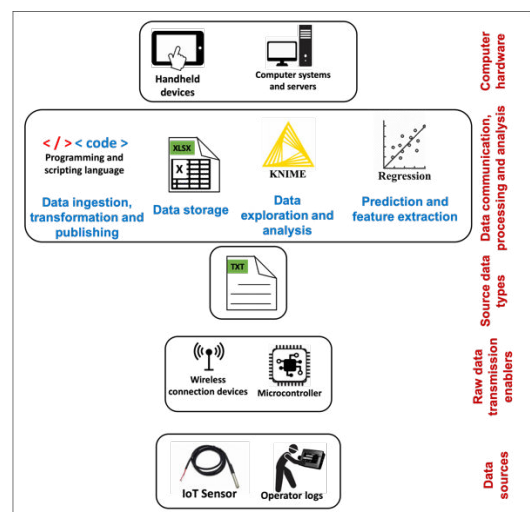 Handheld
devices
Computer systems
and servers
Computer
hardware
</ > < code >
Programming and
scripting language
Data ingestion,
transformation and
publishing
XLSX
X
Data storage
KNIME
Data
exploration and
analysis
Regression
Prediction and
feature extraction
Data communication,
processing and analysis
TXT
Source data
types
Wireless
connection devices
Microcontroller
Raw data
transmission
enablers
IoT Sensor
Operator logs
Data
sources